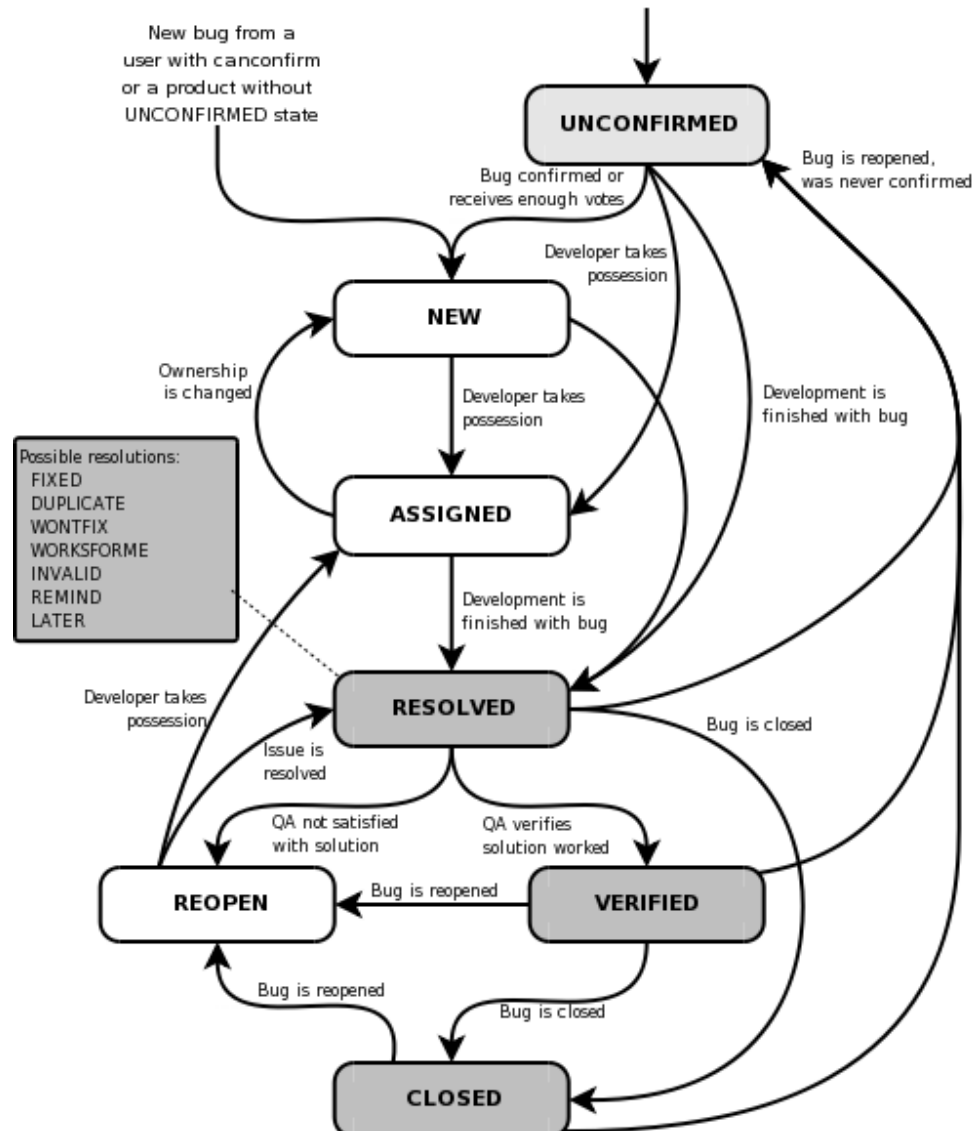 New bug from a
user with canconfirm
or a product without
UNCONFIRMED state
UNCONFIRMED
Bug is reopened,
was never confirmed
Bug confirmed or
receives enough votes
Developer takes
possession
NEW
Ownership
is changed
Developer takes
possession
Development is
finished with bug
Possible resolutions:
FIXED
DUPLICATE
WONTFIX
WORKSFORME
INVALID
REMIND
LATER
ASSIGNED
Development is
finished with bug
RESOLVED
Developer takes
possession
Issue is
resolved
Bug is closed
QA not satisfied
with solution
QA verifies
solution worked
REOPEN
Bug is reopened
VERIFIED
Bug is reopened
Bug is closed
CLOSED